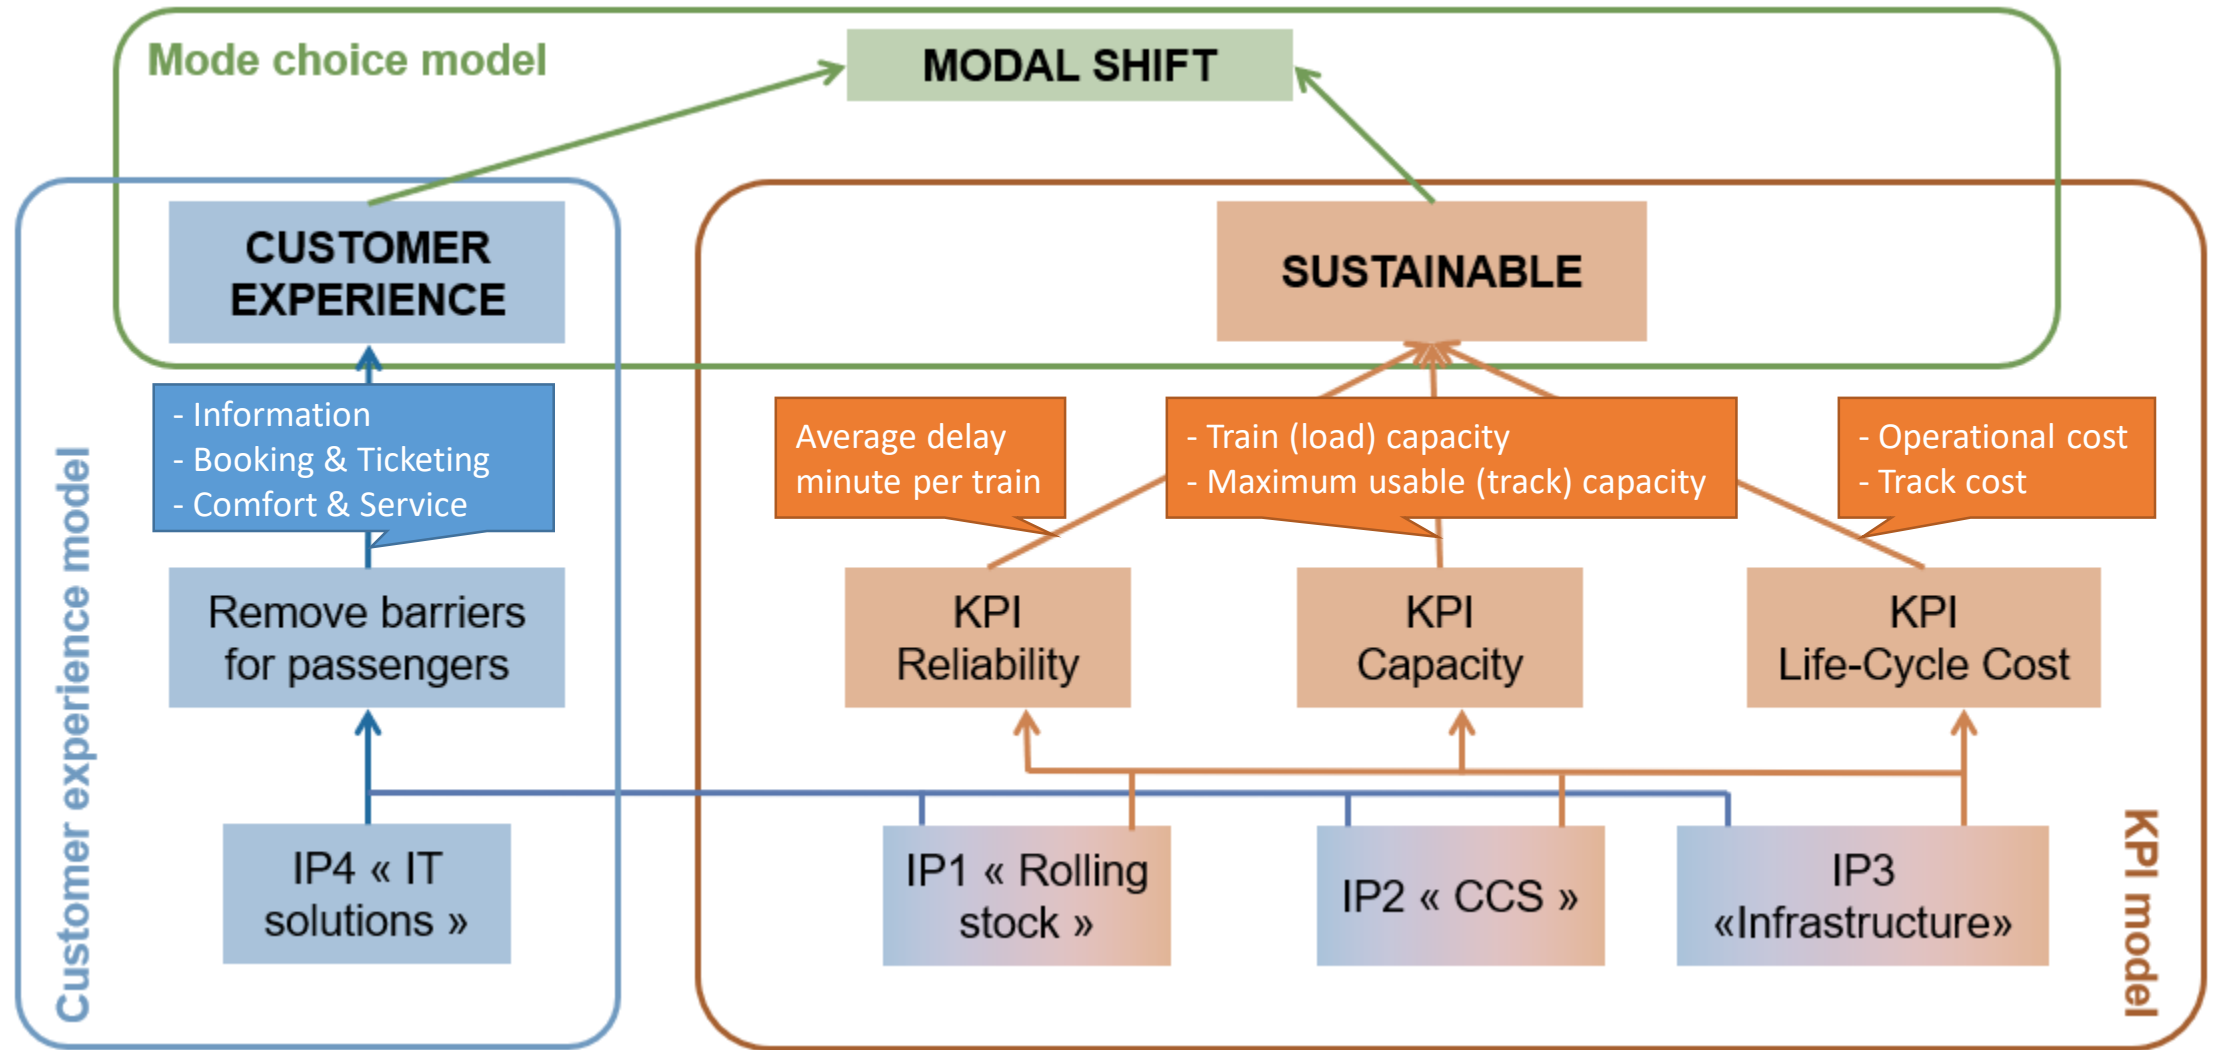 Mode choice model
MODAL SHIFT
CUSTOMER
EXPERIENCE
SUSTAINABLE
- Information
- Booking & Ticketing
- Comfort & Service
Average delay
minute per train
- Train (load) capacity
- Maximum usable (track) capacity
- Operational cost
- Track cost
Customer experience model
Remove barriers
for passengers
KPI
Reliability
KPI
Capacity
KPI
Life-Cycle Cost
IP4 « IT
solutions »
IP1 « Rolling
stock »
IP2 « CCS »
IP3
«Infrastructure»
KPI model